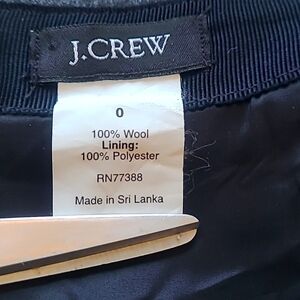 J.CREW
0
100% Wool
Lining:
100% Polyester
RN77388
Made in Sri Lanka